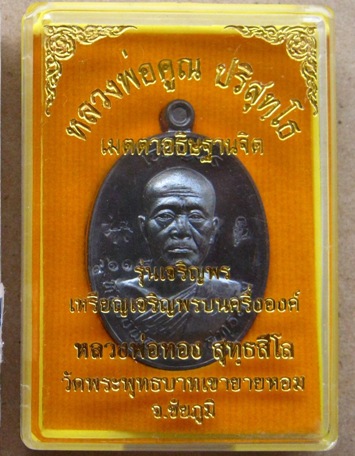 หลวงพ่อคูณ ปริสุทฺโธ
เมตตาอธิษฐานจิต
รุ่นเจริญพร
เหรียญเจริญพรบนครึ่งองค์
หลวงพ่อทอง สุทฺธสีโล
วัดพระพุทธบาทเขายายหอม
จ.ชัยภูมิ